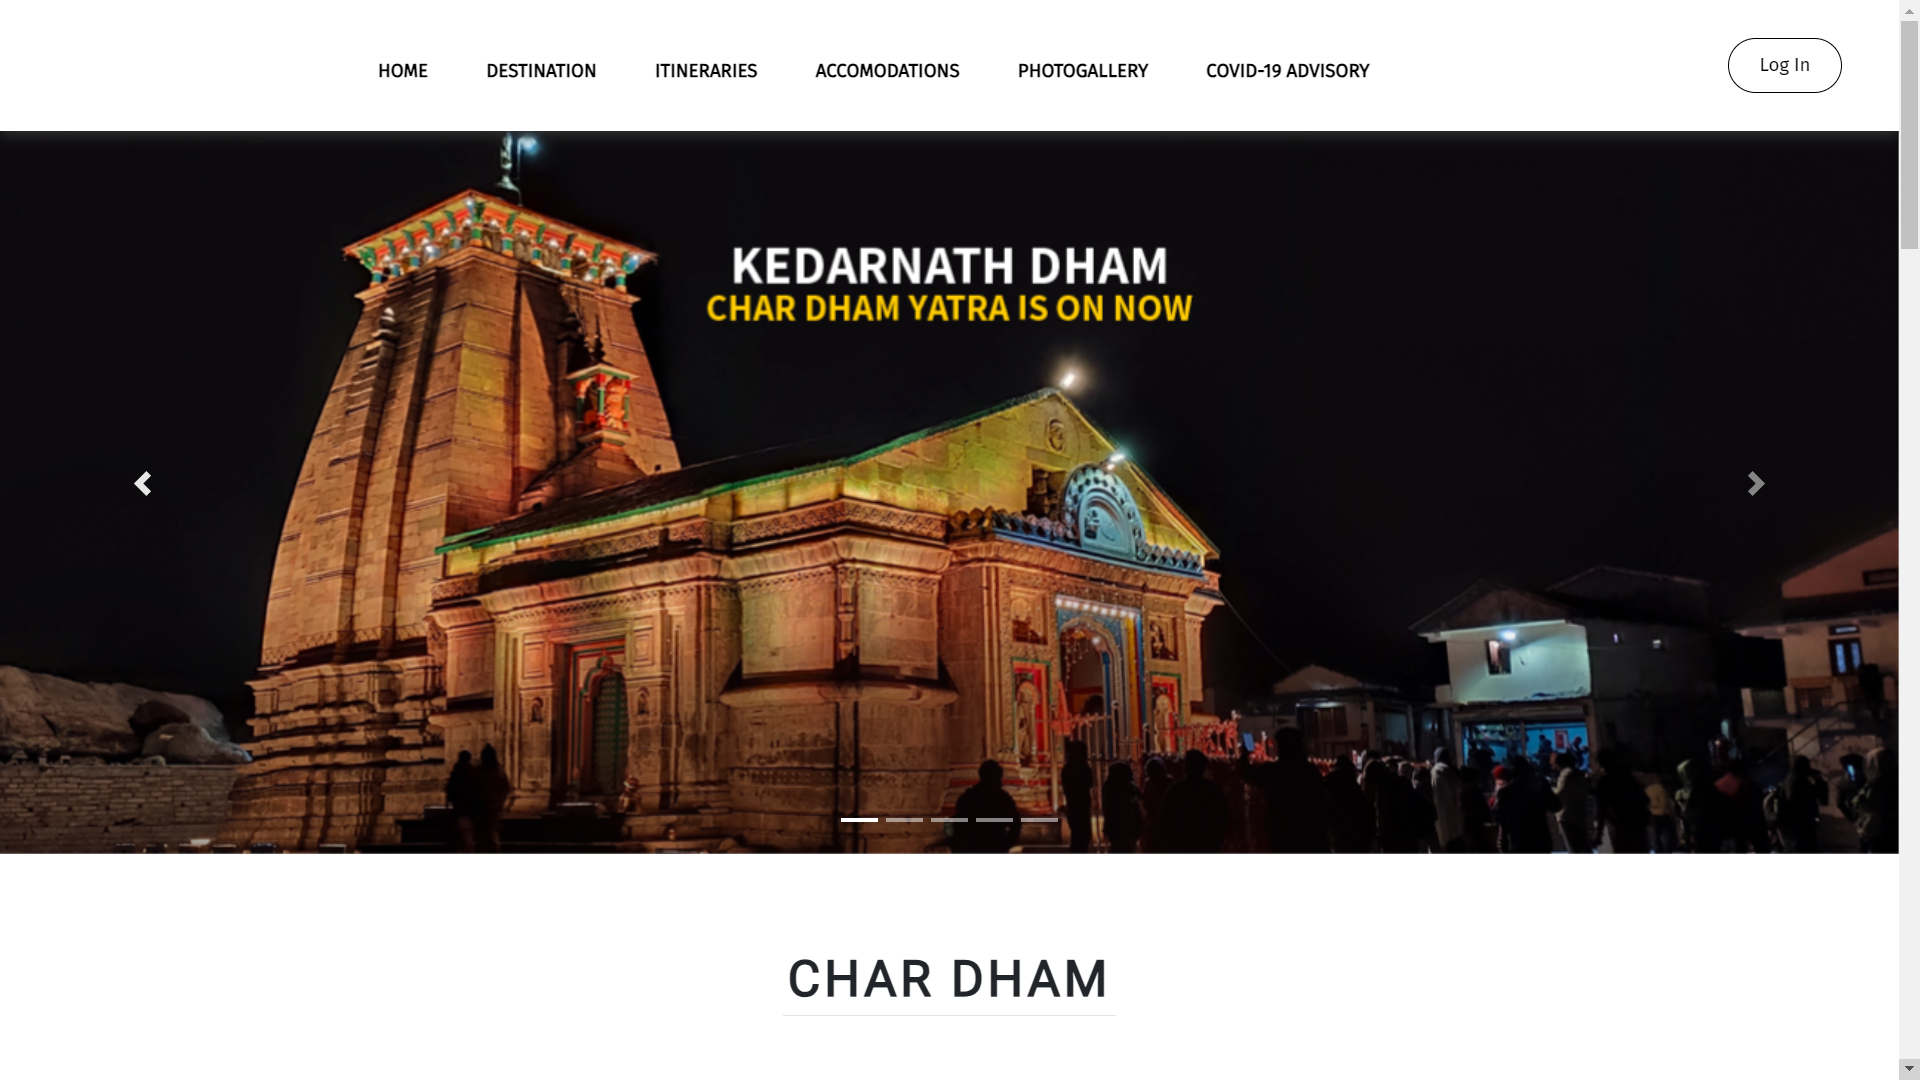 HOME DESTINATION ITINERARIES ACCOMODATIONS PHOTOGALLERY COVID-19 ADVISORY Log In
KEDARNATH DHAM
CHAR DHAM YATRA IS ON NOW
CHAR DHAM